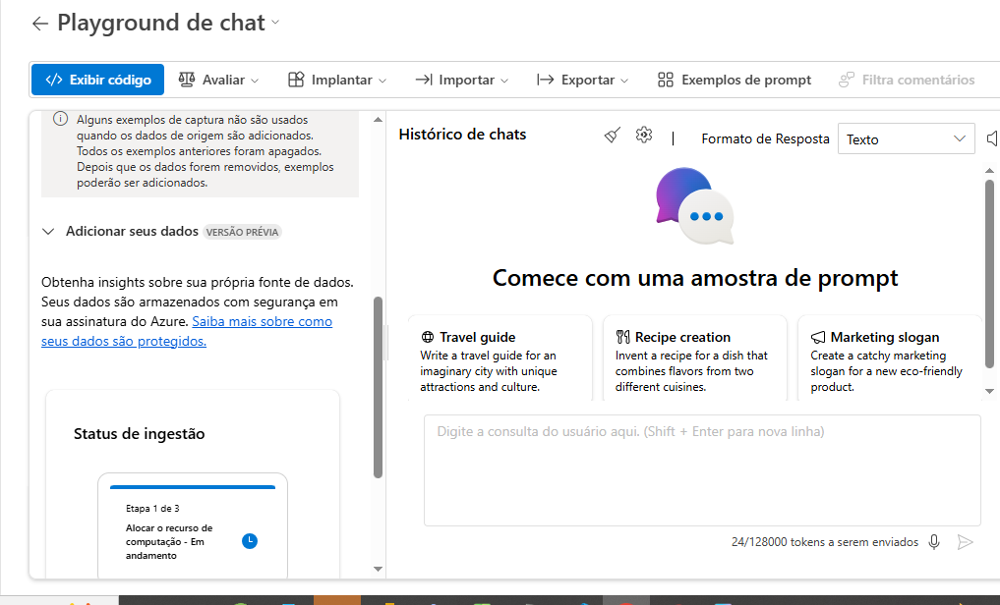 Playground de chat
Exibir código
Avaliar
Implantar
Importar
Exportar
Exemplos de prompt
Filtra comentários
Alguns exemplos de captura não são usados
quando os dados de origem são adicionados.
Todos os exemplos anteriores foram apagados.
Depois que os dados forem removidos, exemplos
poderão ser adicionados.
Adicionar seus dados VERSÃO PRÉVIA
Obtenha insights sobre sua própria fonte de dados.
Seus dados são armazenados com segurança em
sua assinatura do Azure. Saiba mais sobre como
seus dados são protegidos.
Status de ingestão
Etapa 1 de 3
Alocar o recurso de
computação - Em
andamento
Histórico de chats
Formato de Resposta
Texto
Comece com uma amostra de prompt
Travel guide
Write a travel guide for an
imaginary city with unique
attractions and culture.
Recipe creation
Invent a recipe for a dish that
combines flavors from two
different cuisines.
Marketing slogan
Create a catchy marketing
slogan for a new eco-friendly
product.
Digite a consulta do usuário aqui. (Shift + Enter para nova linha)
24/128000 tokens a serem enviados